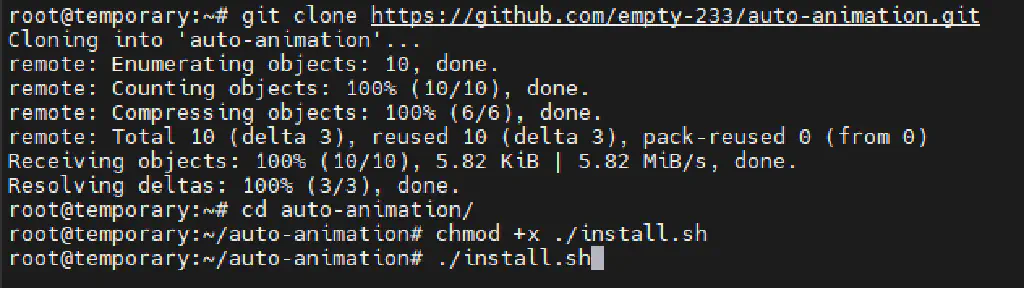 root@temporary:~# git clone https://github.com/empty-233/auto-animation.git
Cloning into 'auto-animation'...
remote: Enumerating objects: 10, done.
remote: Counting objects: 100% (10/10), done.
remote: Compressing objects: 100% (6/6), done.
remote: Total 10 (delta 3), reused 10 (delta 3), pack-reused 0 (from 0)
Receiving objects: 100% (10/10), 5.82 KiB | 5.82 MiB/s, done.
Resolving deltas: 100% (3/3), done.
root@temporary:~# cd auto-animation/
root@temporary:~/auto-animation# chmod +x ./install.sh
root@temporary:~/auto-animation# ./install.sh